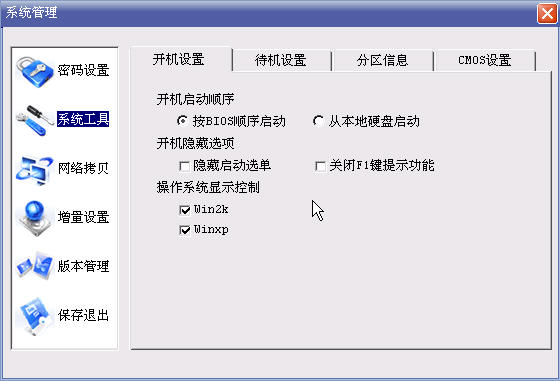 系统管理
密码设置
系统工具
网络拷贝
增量设置
版本管理
保存退出
开机设置 待机设置 分区信息 CMOS设置
开机启动顺序
按BIOS顺序启动 从本地硬盘启动
开机隐藏选项
隐藏启动选单 关闭F1键提示功能
操作系统显示控制
Win2k
Winxp